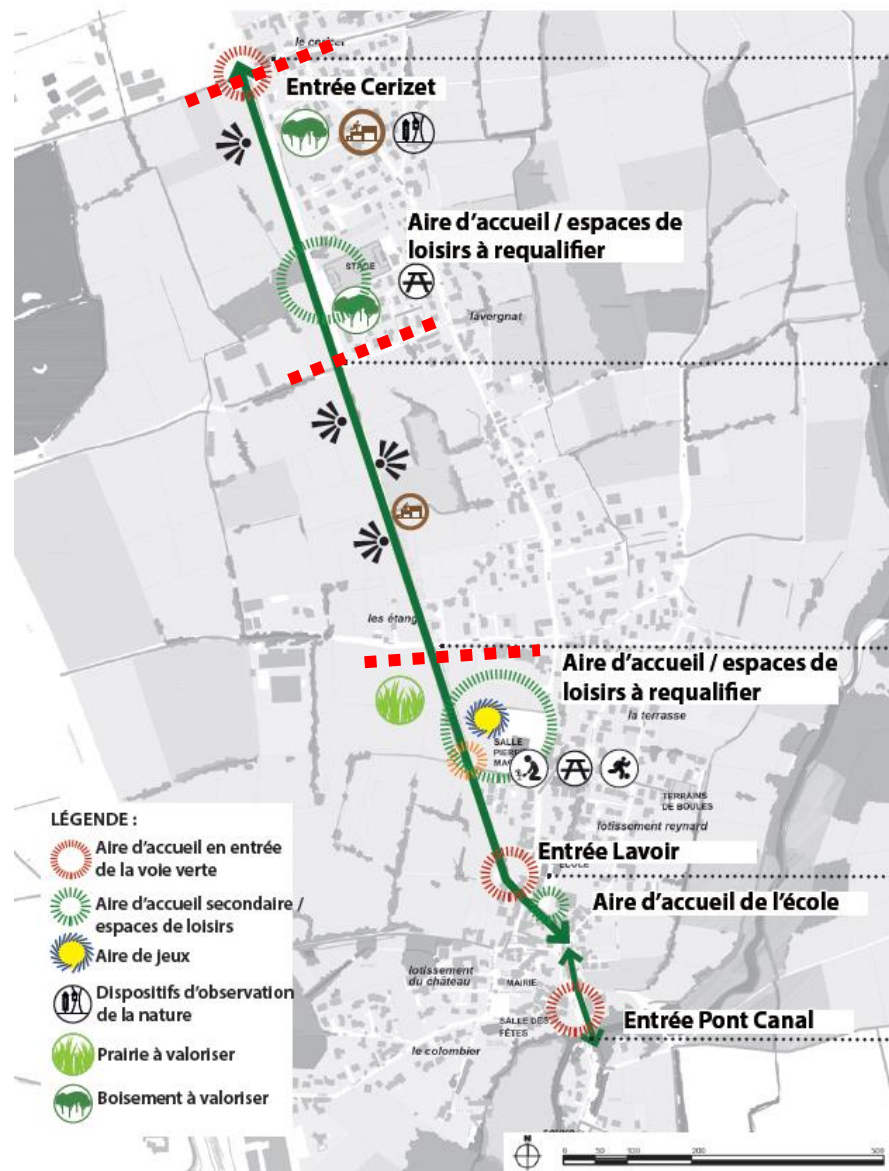 le cerizet
Entrée Cerizet
Aire d'accueil / espaces de
loisirs à requalifier
STADE
lavergnat
les étang
Aire d'accueil / espaces de
loisirs à requalifier
la terrasse
SALLE
PIERRE
TERRAINS
DE BOULES
lotissement reynard
Entrée Lavoir
ECOLE
Aire d'accueil de l'école
lotissement
du château
MAIRIE
SALLE DES
FÊTES
Entrée Pont Canal
le colombier
LÉGENDE :
Aire d'accueil en entrée
de la voie verte
Aire d'accueil secondaire /
espaces de loisirs
Aire de jeux
Dispositifs d'observation
de la nature
Prairie à valoriser
Boisement à valoriser
N
0 50 100 200 500